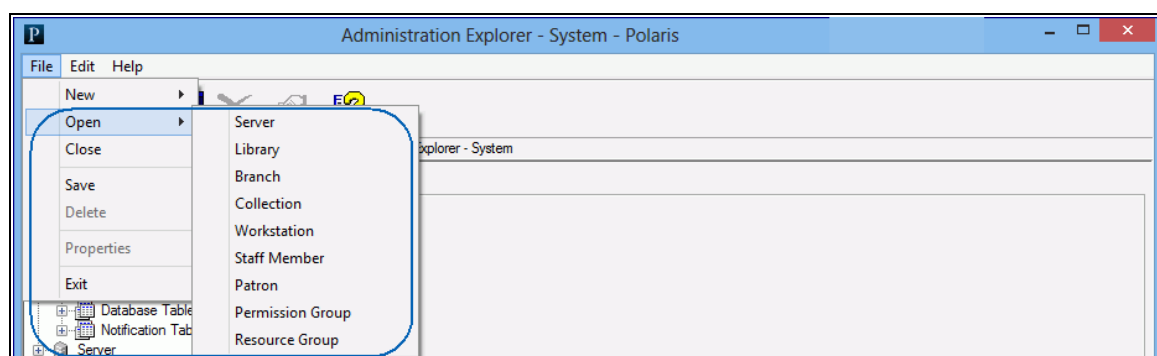 P
Administration Explorer - System - Polaris
File Edit Help
New
Open
Close
Save
Delete
Properties
Exit
Server
Library
Branch
Collection
Workstation
Staff Member
Patron
Permission Group
Resource Group
xplorer - System
Database Table
Notification Tab
Server